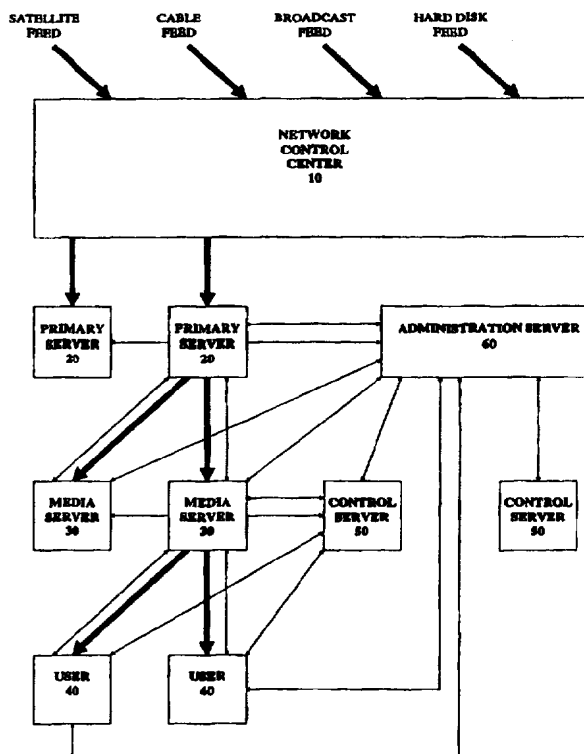 SATELLITE
FEED
CABLE
FEED
BROADCAST
FEED
HARD DISK
FEED
NETWORK
CONTROL
CENTER
10
PRIMARY
SERVER
20
PRIMARY
SERVER
20
ADMINISTRATION SERVER
60
MEDIA
SERVER
30
MEDIA
SERVER
30
CONTROL
SERVER
50
CONTROL
SERVER
50
USER
40
USER
40